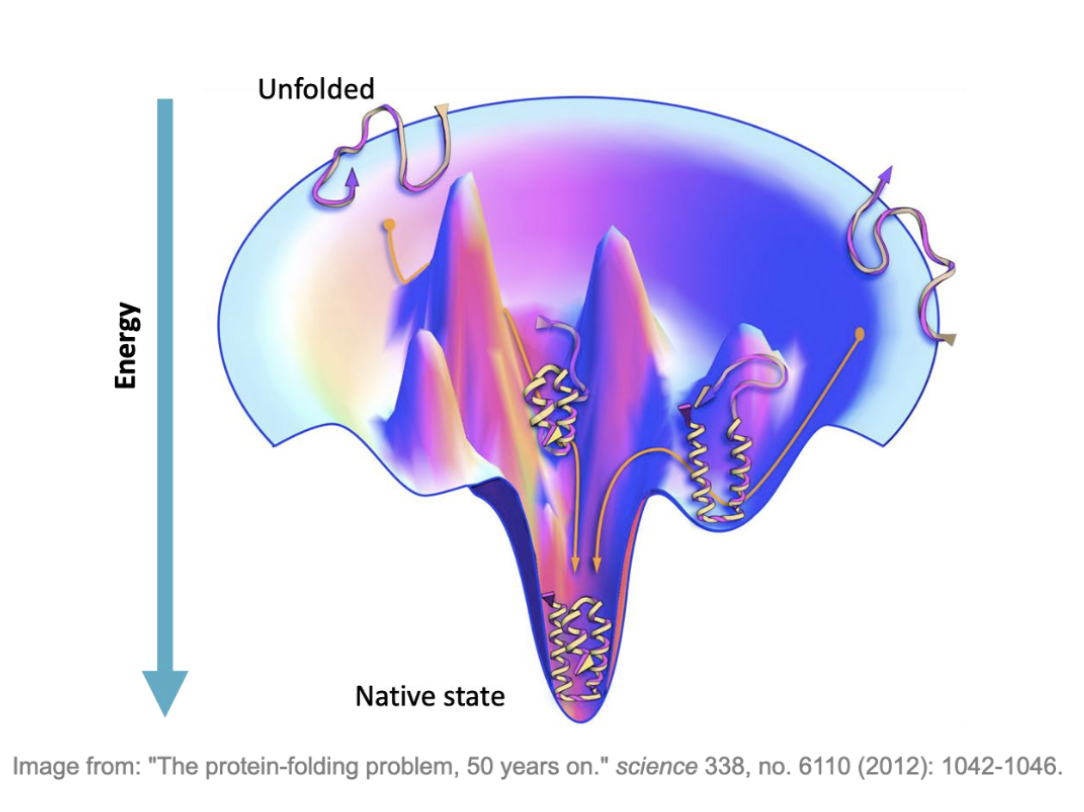 Unfolded
Energy
Native state
Image from: "The protein-folding problem, 50 years on." science 338, no. 6110 (2012): 1042-1046.